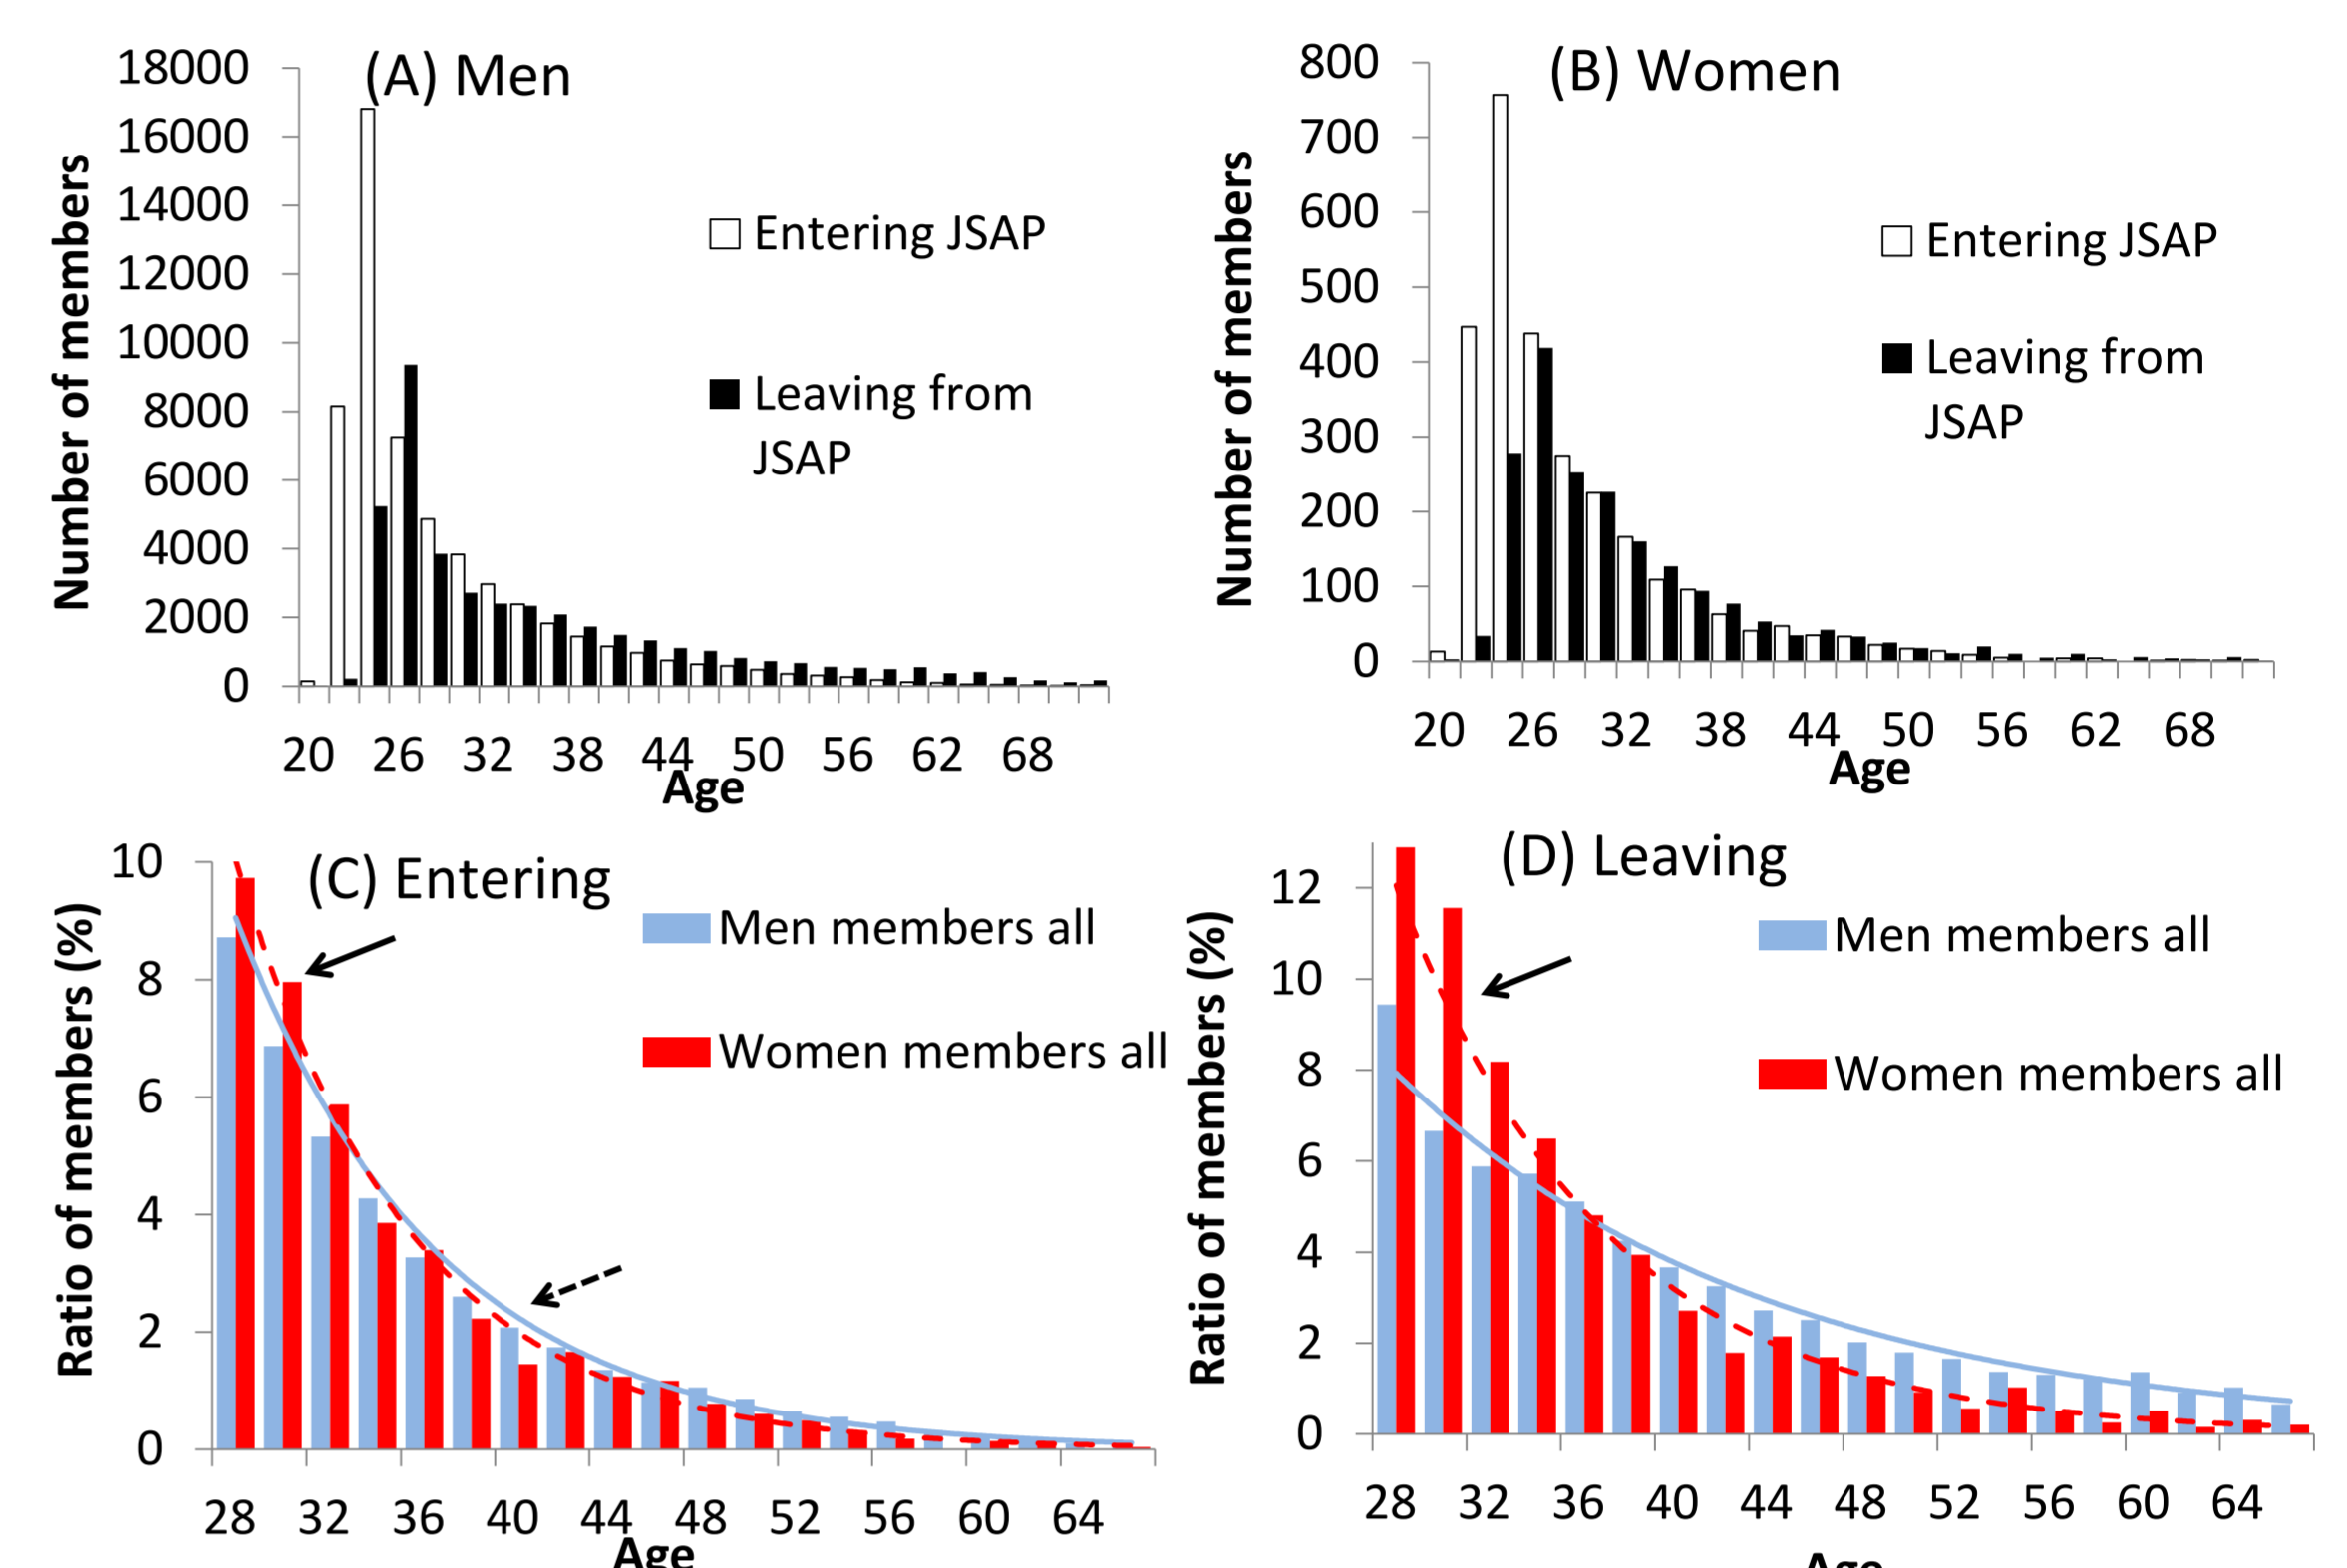 (A) Men
18000
16000
14000
12000
10000
8000
6000
4000
2000
0
Number of members
Entering JSAP
Leaving from
JSAP
20 26 32 38 44 50 56 62 68
Age
(B) Women
800
700
600
500
400
300
200
100
0
Number of members
Entering JSAP
Leaving from
JSAP
20 26 32 38 44 50 56 62 68
Age
(C) Entering
10
8
6
4
2
0
Ratio of members (%)
Men members all
Women members all
28 32 36 40 44 48 52 56 60 64
Age
(D) Leaving
12
10
8
6
4
2
0
Ratio of members (%)
Men members all
Women members all
28 32 36 40 44 48 52 56 60 64
Age